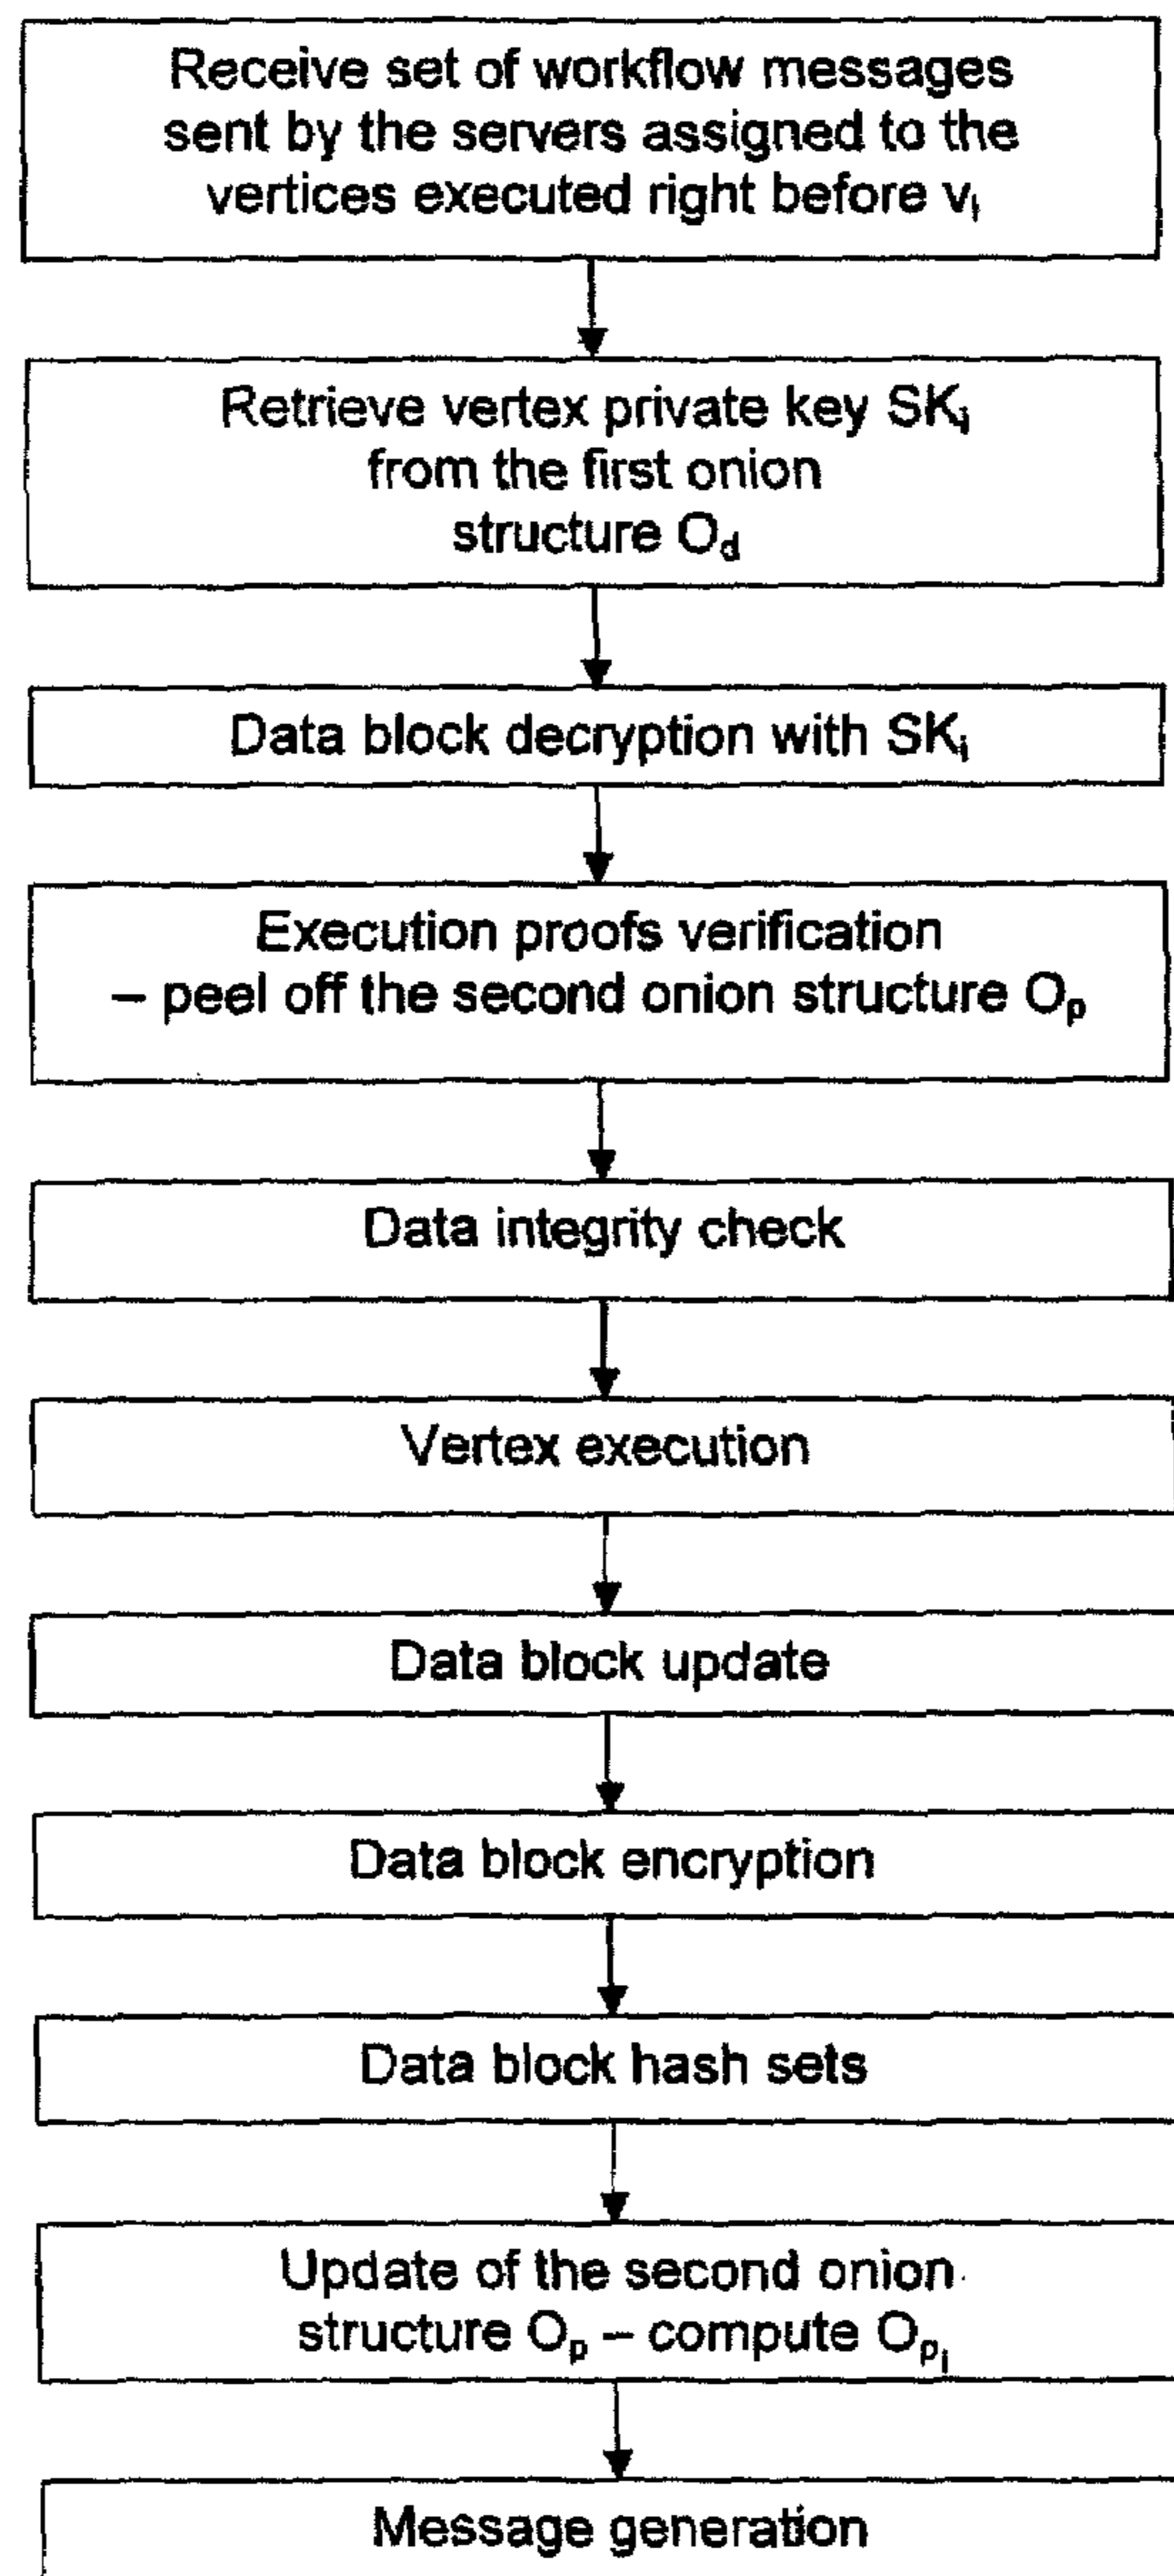 Receive set of workflow messages
sent by the servers assigned to the
vertices executed right before vᵢ
Retrieve vertex private key SKᵢ
from the first onion
structure O_d
Data block decryption with SKᵢ
Execution proofs verification
– peel off the second onion structure Oₚ
Data integrity check
Vertex execution
Data block update
Data block encryption
Data block hash sets
Update of the second onion
structure Oₚ – compute Oₚᵢ
Message generation